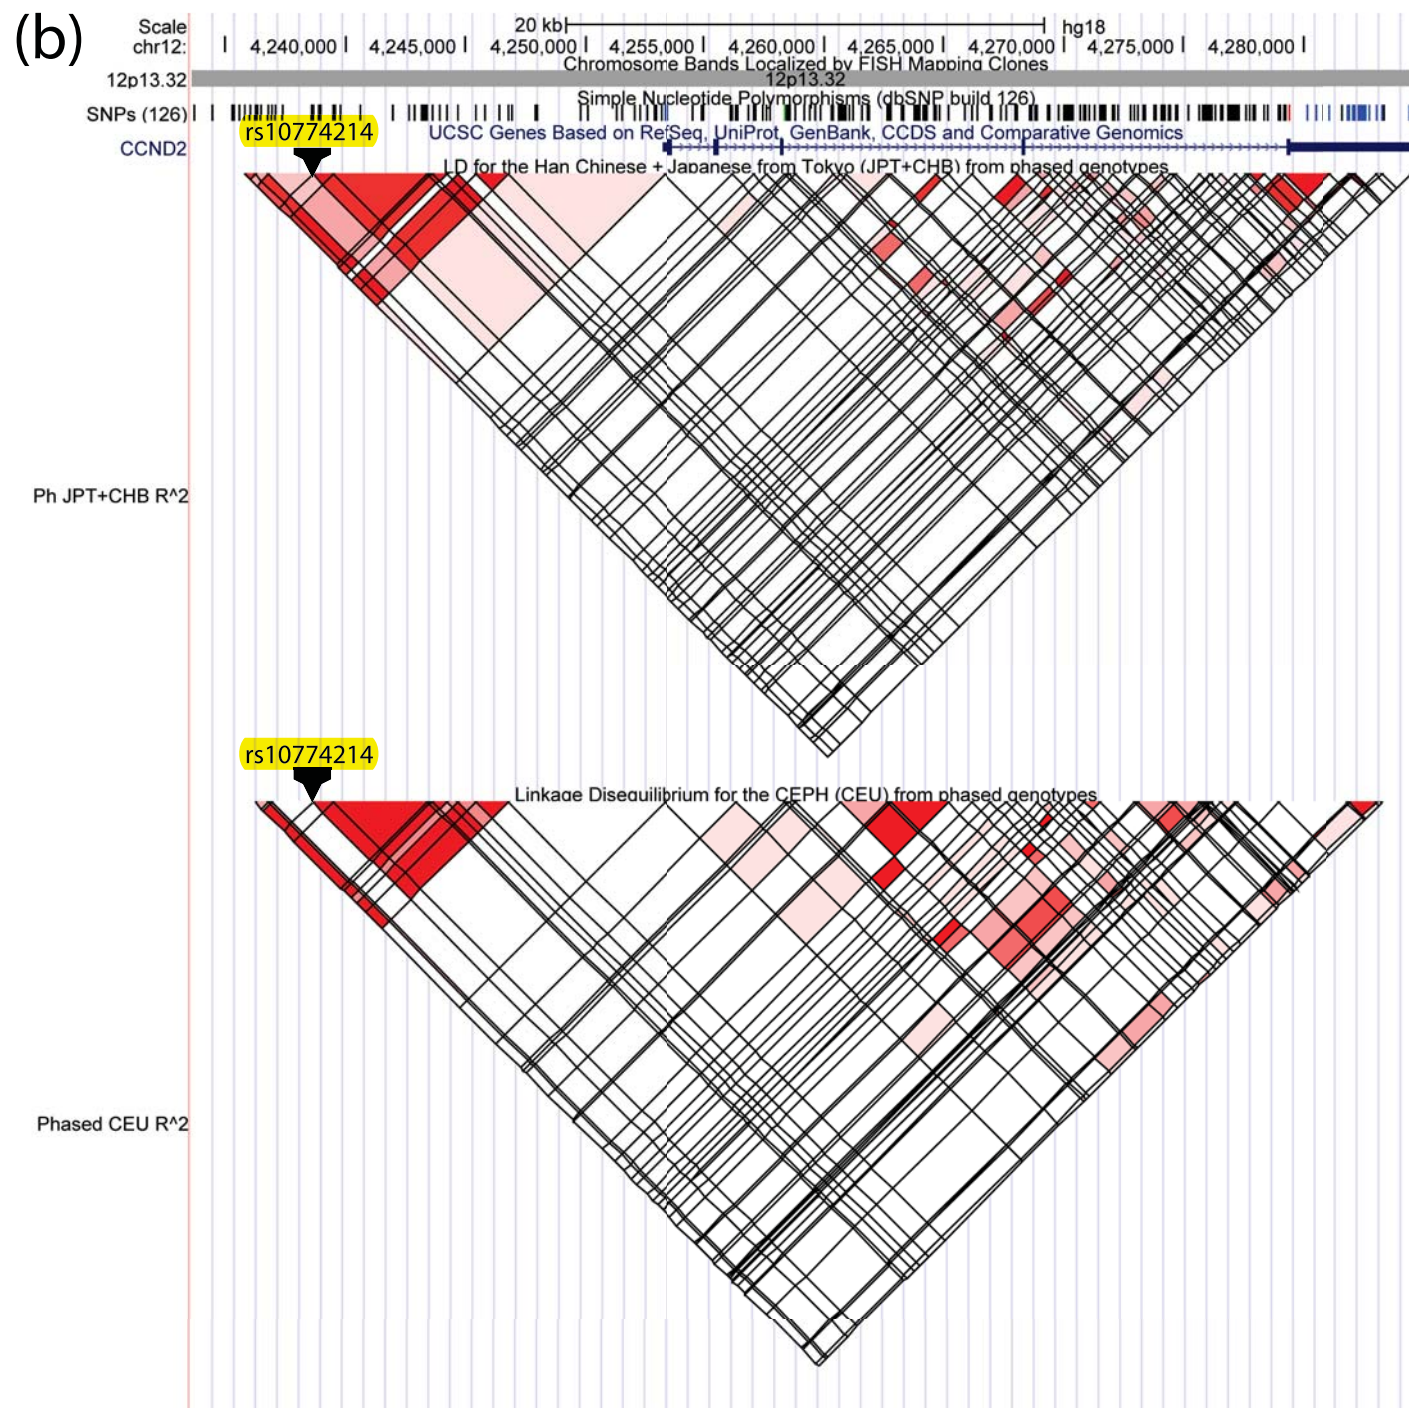 (b)
Scale 20 kb hg18
chr12: 4,240,000 4,245,000 4,250,000 4,255,000 4,260,000 4,265,000 4,270,000 4,275,000 4,280,000
Chromosome Bands Localized by FISH Mapping Clones
12p13.32 12p13.32
Simple Nucleotide Polymorphisms (dbSNP build 126)
SNPs (126)
rs10774214
UCSC Genes Based on RefSeq, UniProt, GenBank, CCDS and Comparative Genomics
CCND2
LD for the Han Chinese + Japanese from Tokyo (JPT+CHB) from phased genotypes
Ph JPT+CHB R^2
rs10774214
Linkage Disequilibrium for the CEPH (CEU) from phased genotypes
Phased CEU R^2